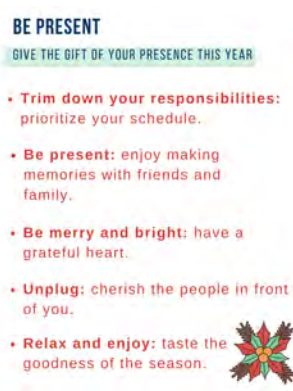 BE PRESENT
GIVE THE GIFT OF YOUR PRESENCE THIS YEAR
• Trim down your responsibilities:
prioritize your schedule.
• Be present: enjoy making
memories with friends and
family.
• Be merry and bright: have a
grateful heart.
• Unplug: cherish the people in front
of you.
• Relax and enjoy: taste the
goodness of the season.